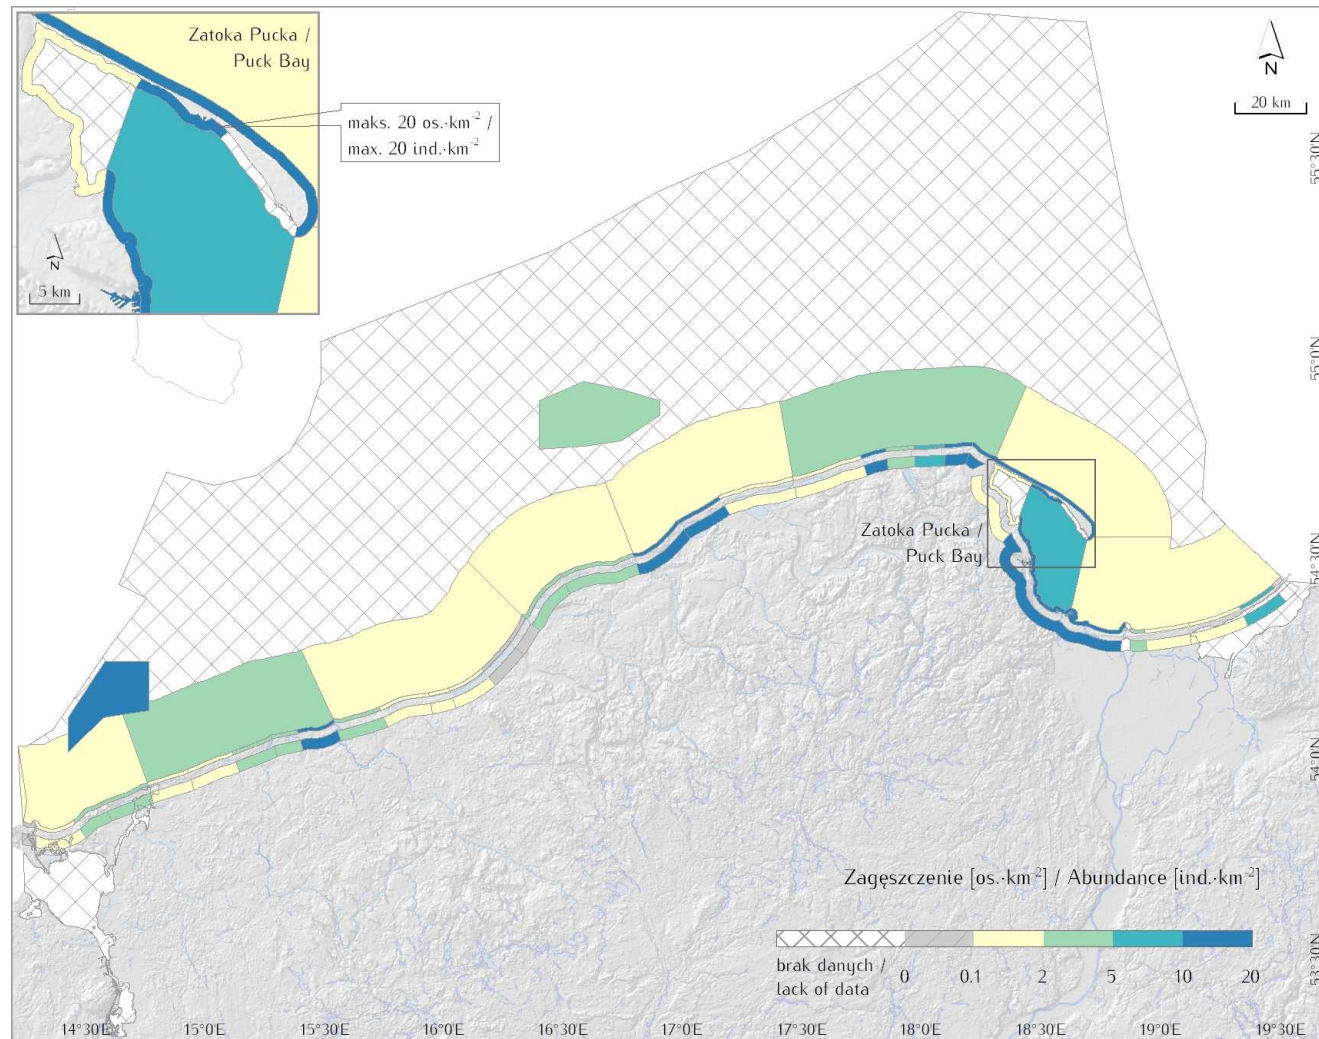 Zatoka Pucka /
Puck Bay
N
5 km
maks. 20 os.·km⁻² /
max. 20 ind.·km⁻²
N
20 km
55°30'N
55°0'N
54°30'N
54°0'N
53°30'N
Zatoka Pucka /
Puck Bay
Zagęszczenie [os.·km⁻²] / Abundance [ind.·km⁻²]
brak danych /
lack of data
0 0.1 2 5 10 20
14°30'E 15°0'E 15°30'E 16°0'E 16°30'E 17°0'E 17°30'E 18°0'E 18°30'E 19°0'E 19°30'E